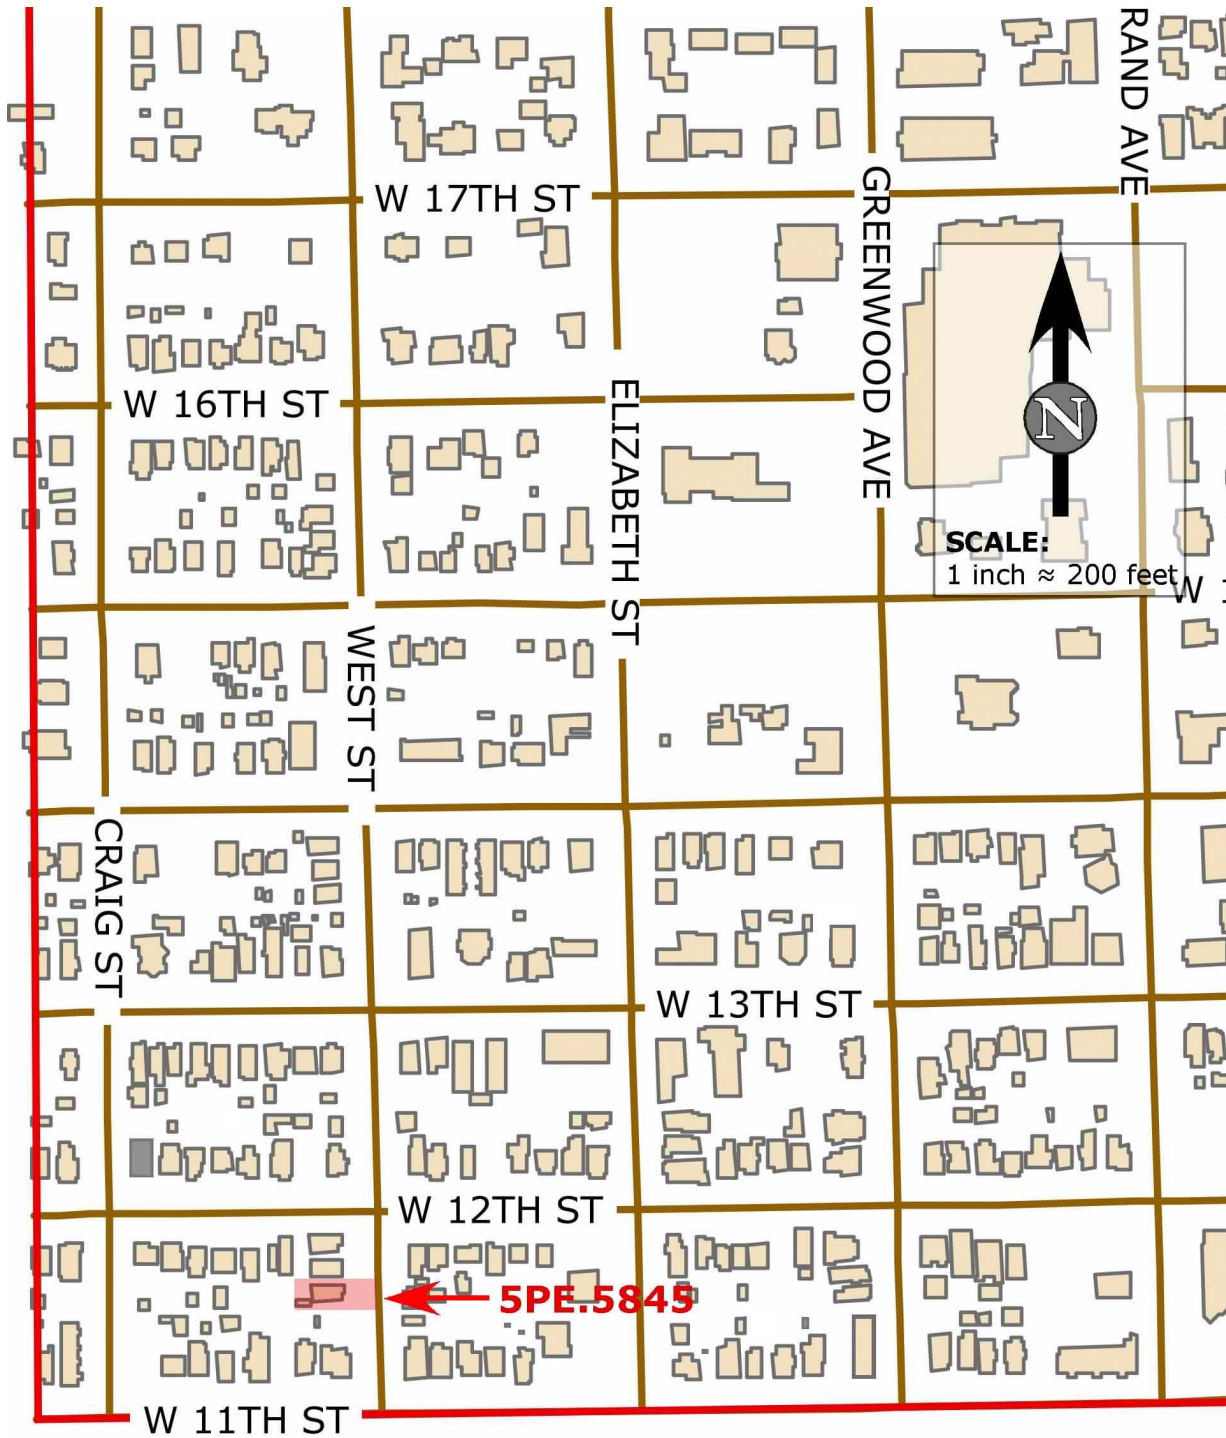 RAND AVE
W 17TH ST
GREENWOOD AVE
W 16TH ST
ELIZABETH ST
N
SCALE:
1 inch ≈ 200 feet
W 1
WEST ST
CRAIG ST
W 13TH ST
W 12TH ST
5PE.5845
W 11TH ST